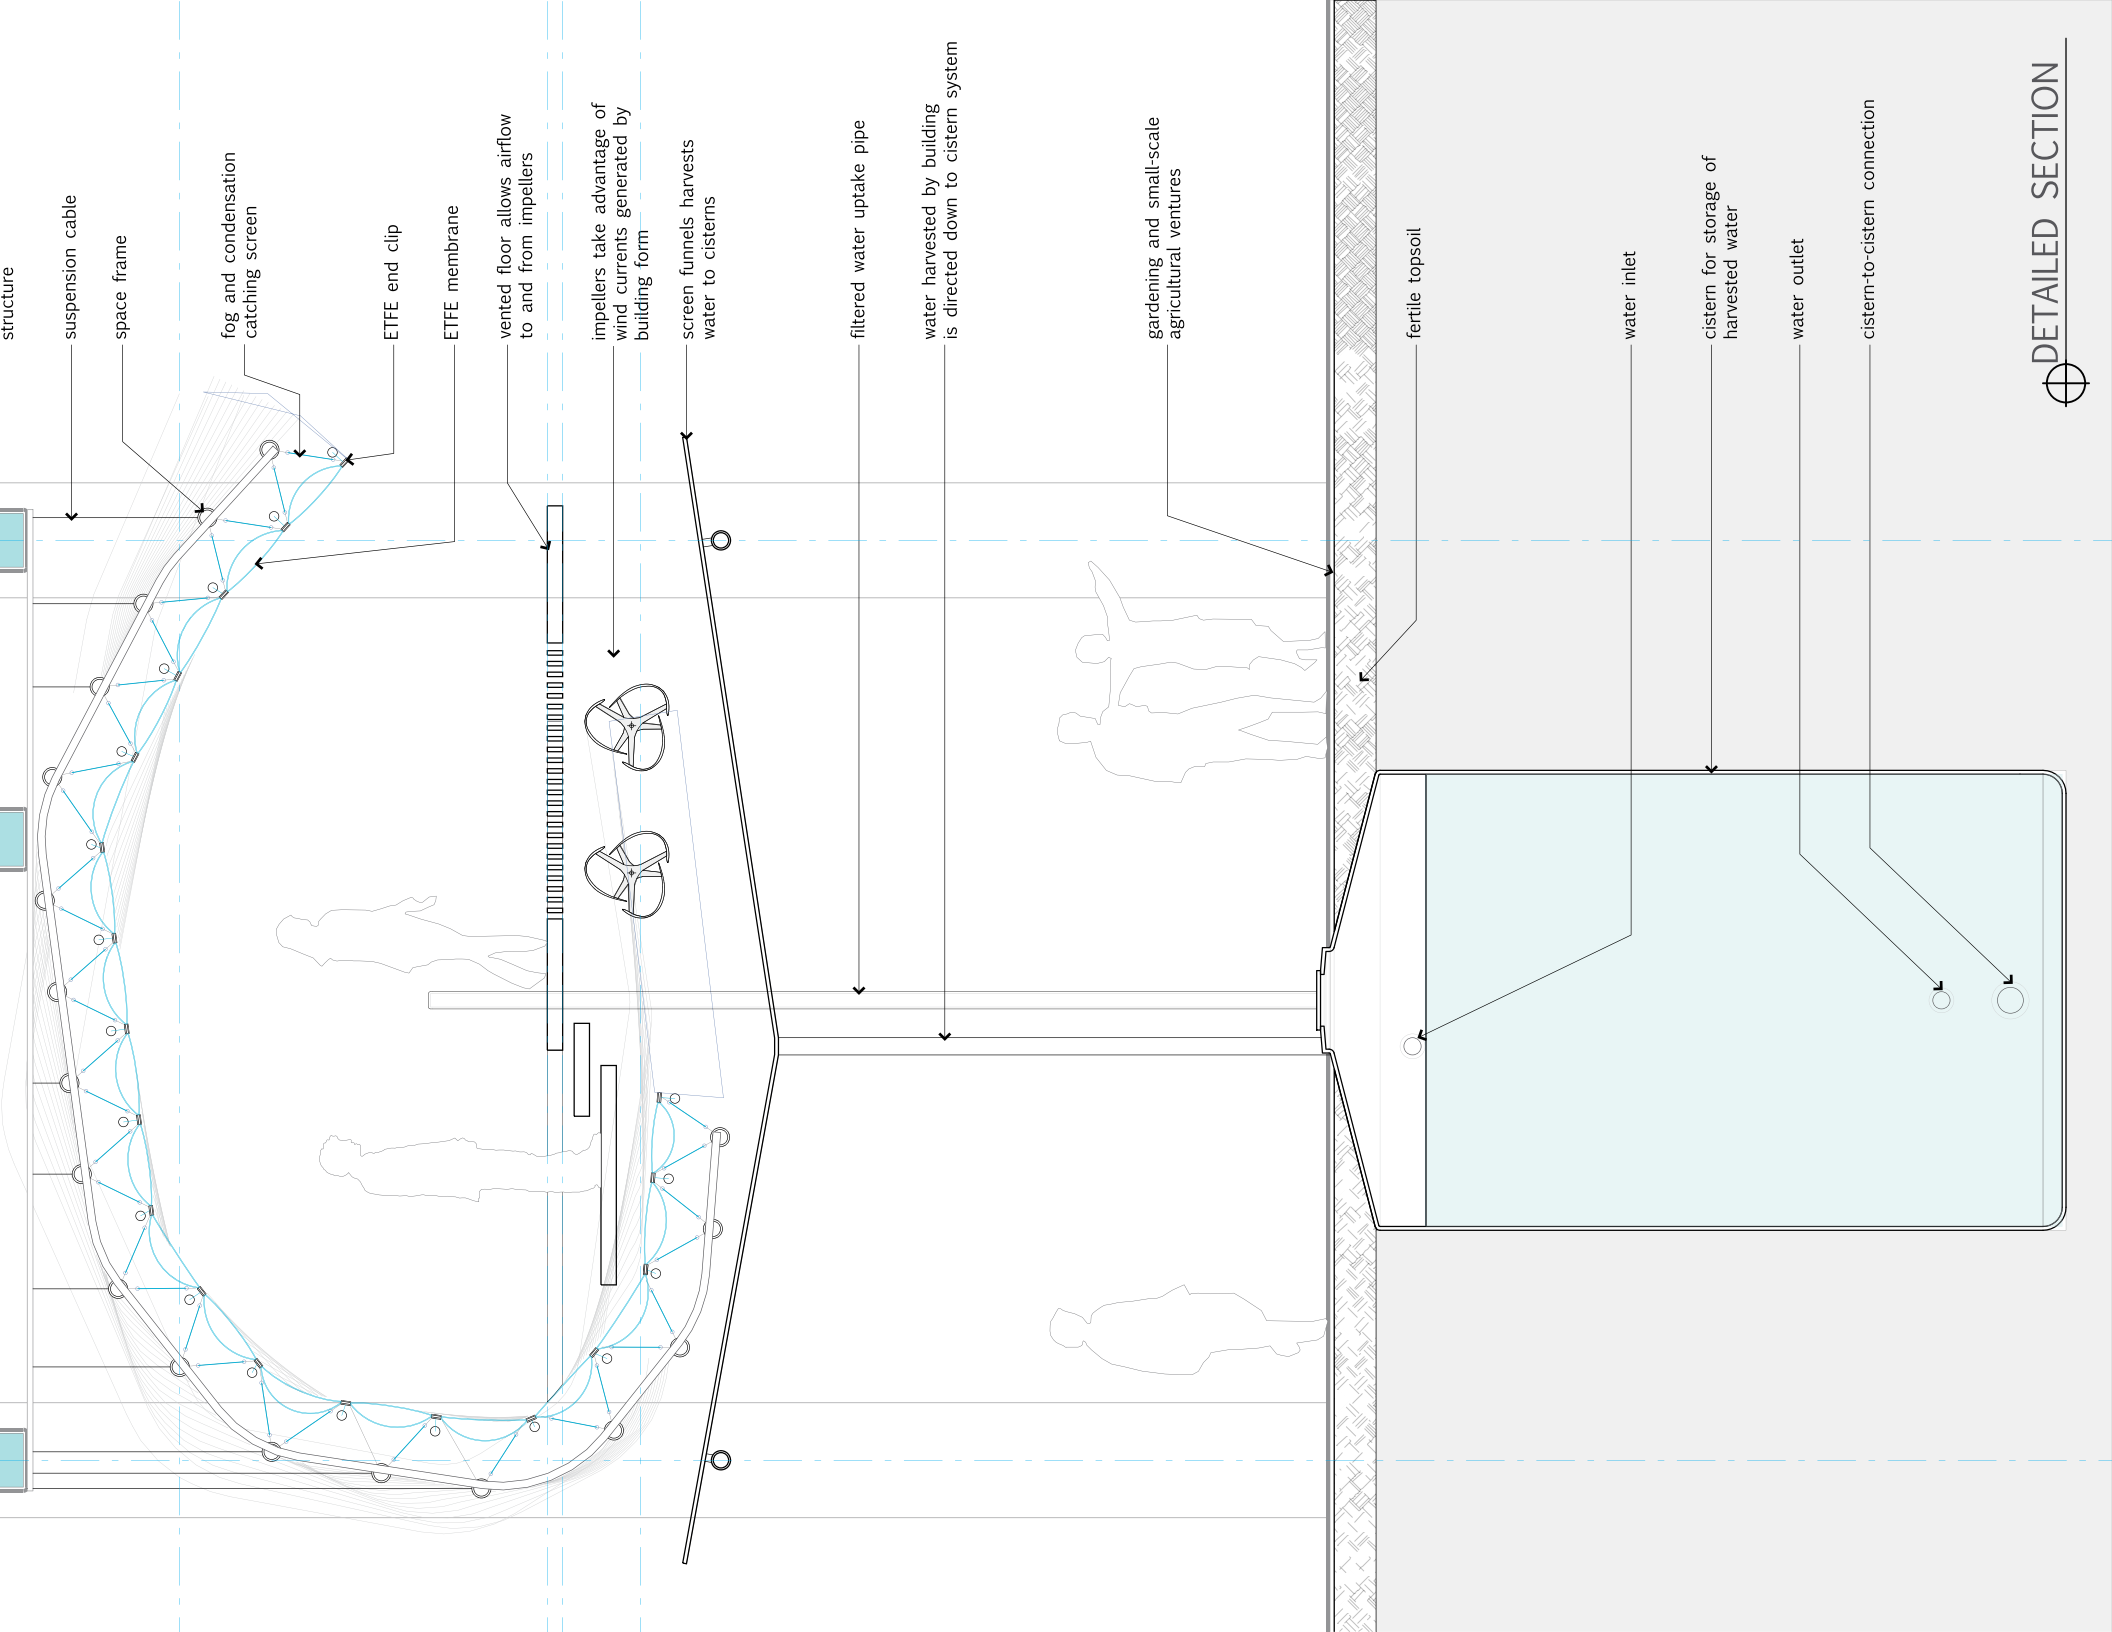 structure
suspension cable
space frame
fog and condensation
catching screen
ETFE end clip
ETFE membrane
vented floor allows airflow
to and from impellers
impellers take advantage of
wind currents generated by
building form
screen funnels harvests
water to cisterns
filtered water uptake pipe
water harvested by building
is directed down to cistern system
gardening and small-scale
agricultural ventures
fertile topsoil
water inlet
cistern for storage of
harvested water
water outlet
cistern-to-cistern connection
DETAILED SECTION